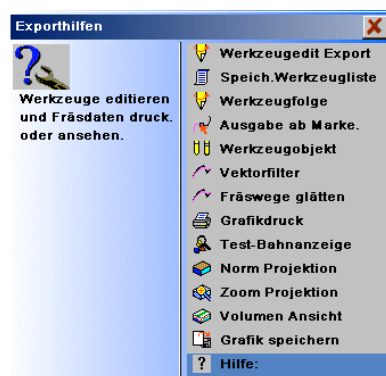 Exporthilfen
Werkzeuge editieren
und Fräsdaten druck.
oder ansehen.
Werkzeugedit Export
Speich.Werkzeugliste
Werkzeugfolge
Ausgabe ab Marke.
Werkzeugobjekt
Vektorfilter
Fräswege glätten
Grafikdruck
Test-Bahnanzeige
Norm Projektion
Zoom Projektion
Volumen Ansicht
Grafik speichern
Hilfe: